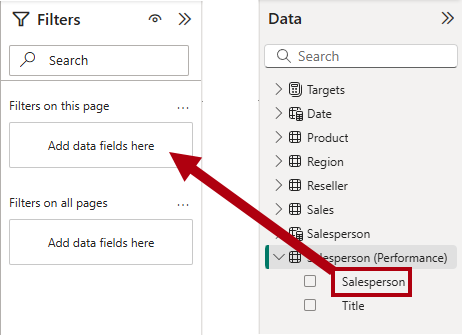 Filters
Search
Filters on this page
...
Add data fields here
Filters on all pages
...
Add data fields here
Data
Search
Targets
Date
Product
Region
Reseller
Sales
Salesperson
Salesperson (Performance)
Salesperson
Title